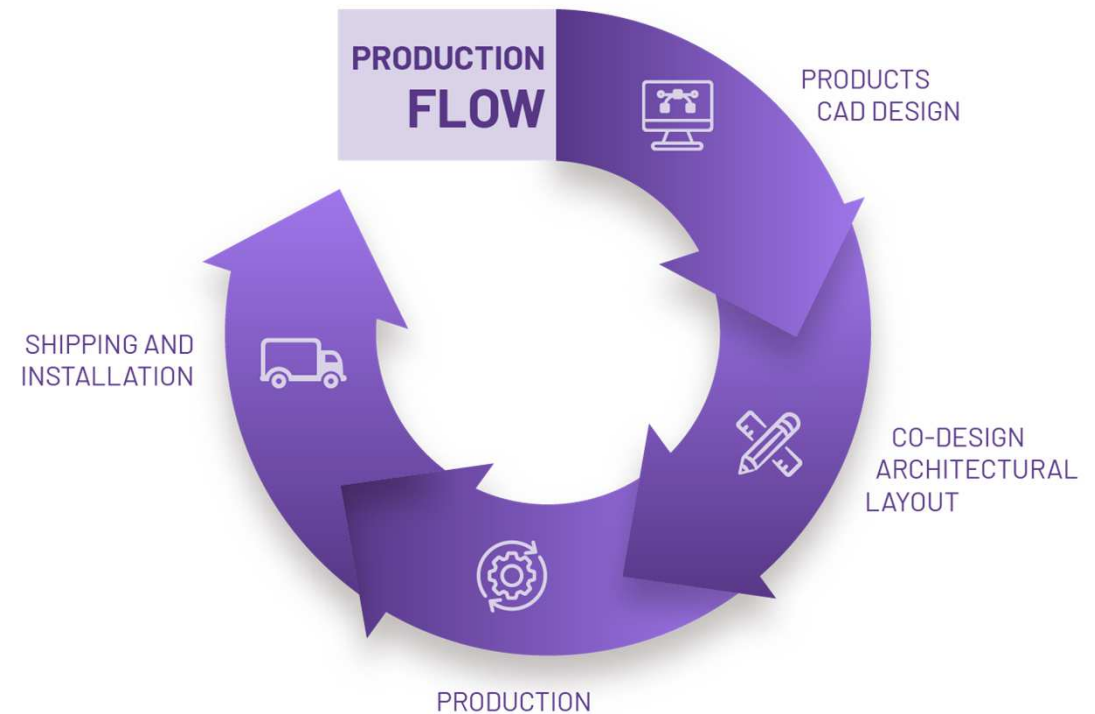 PRODUCTION
FLOW
PRODUCTS
CAD DESIGN
CO-DESIGN
ARCHITECTURAL
LAYOUT
PRODUCTION
SHIPPING AND
INSTALLATION